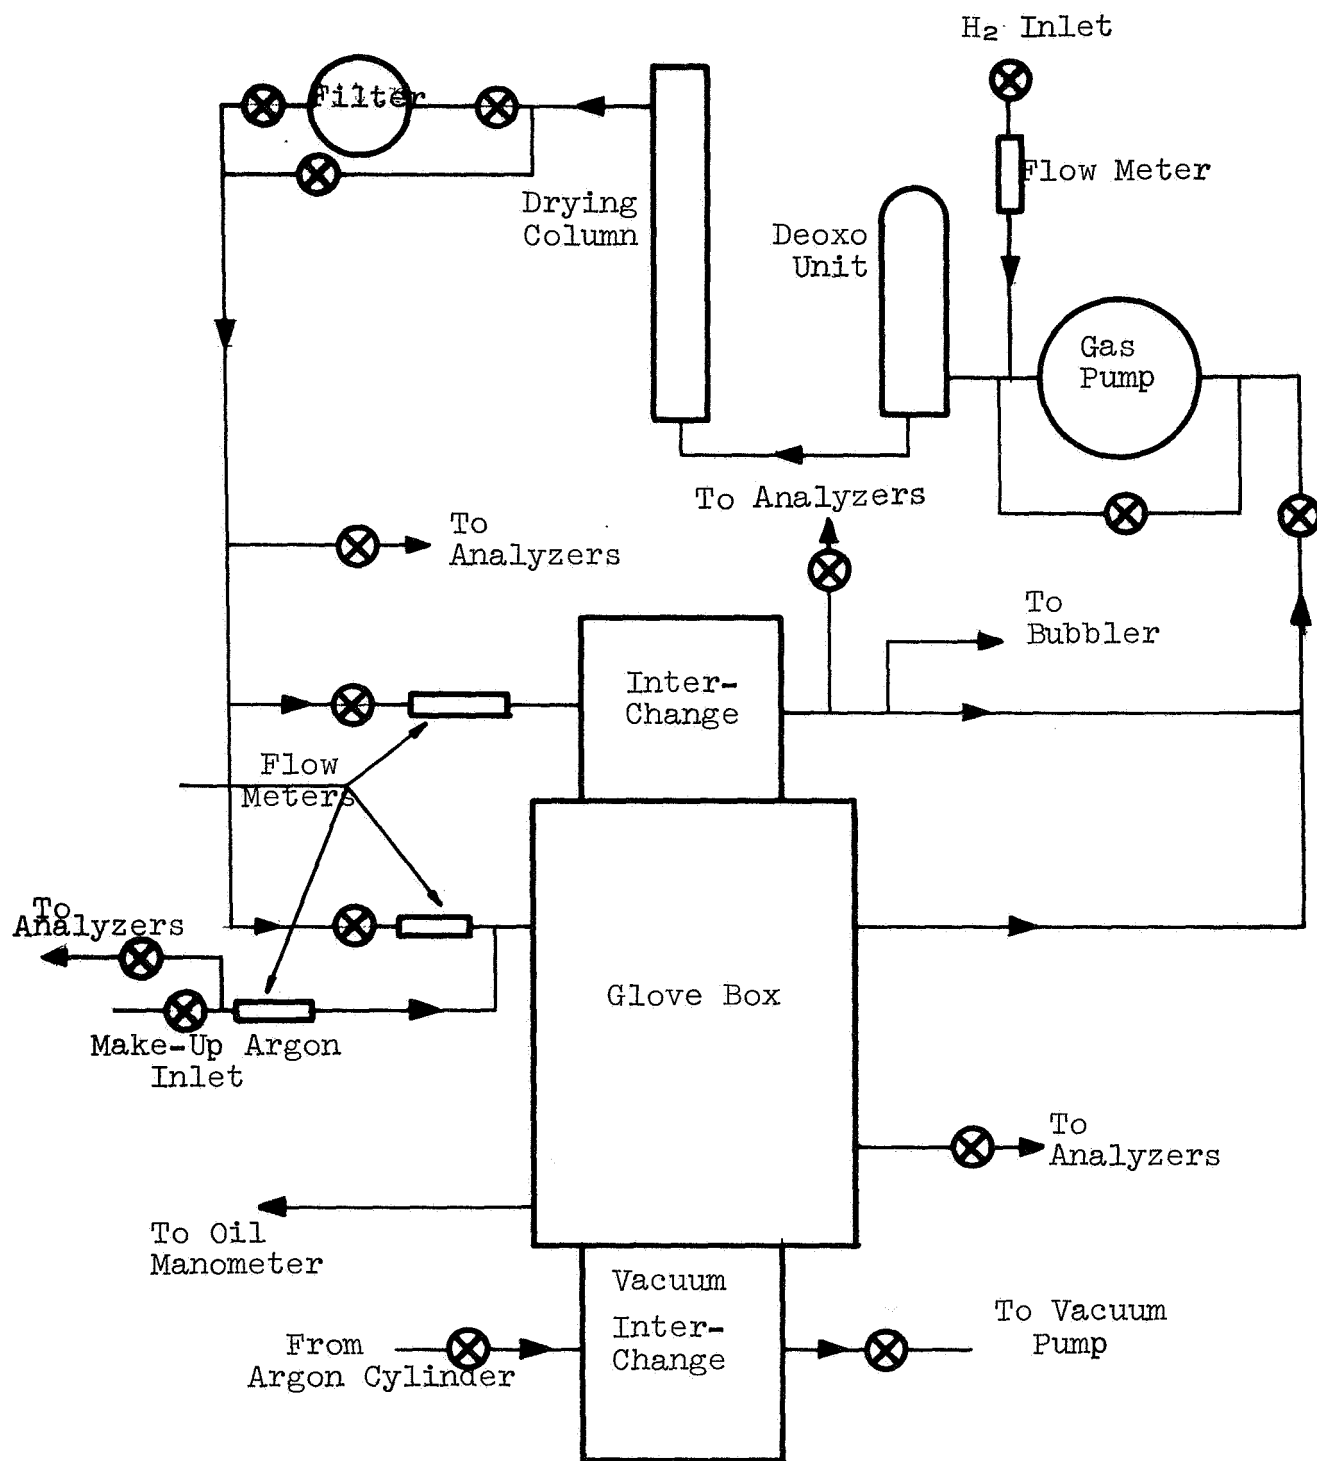 H2 Inlet
Filter
Flow Meter
Drying
Column
Deoxo
Unit
Gas
Pump
To Analyzers
To
Analyzers
To
Bubbler
Inter-
Change
Flow
Meters
To
Analyzers
Glove Box
Make-Up Argon
Inlet
To
Analyzers
To Oil
Manometer
Vacuum
Inter-
Change
From
Argon Cylinder
To Vacuum
Pump